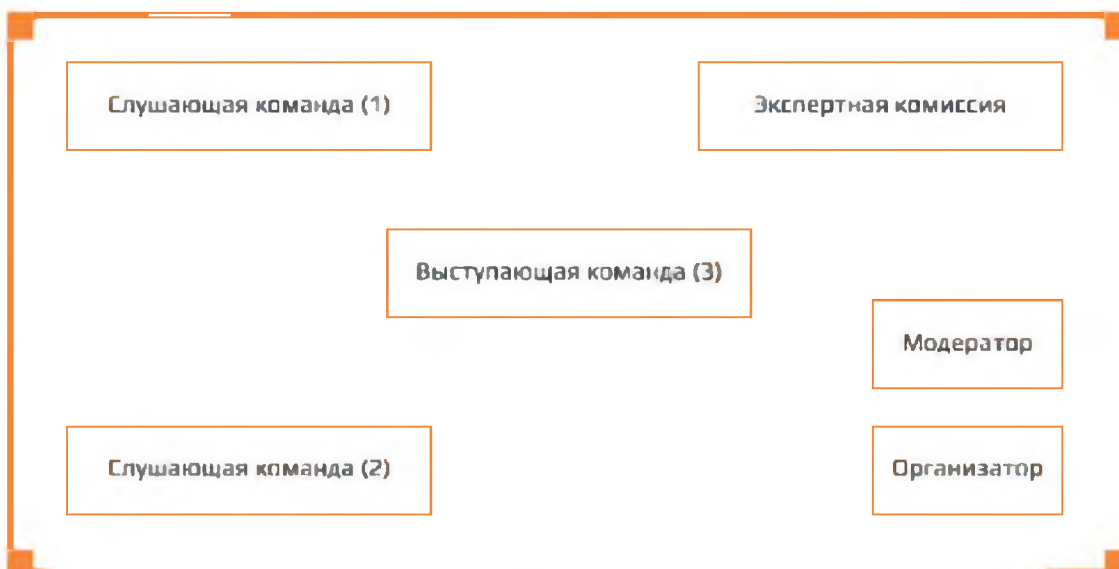 Слушающая команда (1)
Экспертная комиссия
Выступающая команда (3)
Модератор
Слушающая команда (2)
Организатор